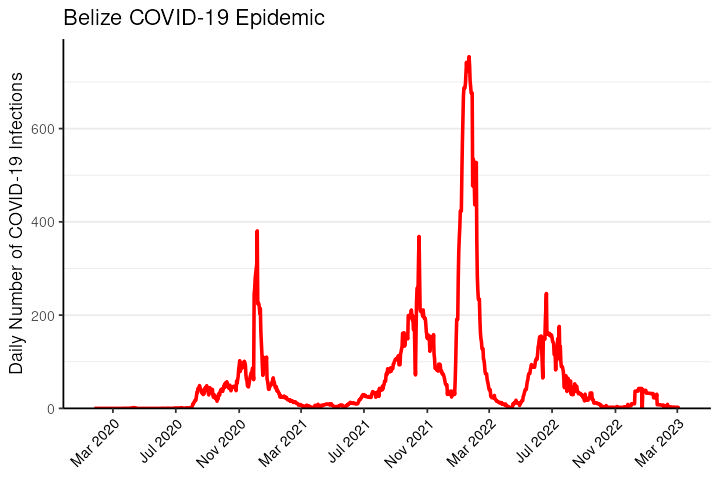 Belize COVID-19 Epidemic
Daily Number of COVID-19 Infections
600
400
200
0
Mar 2020
Jul 2020
Nov 2020
Mar 2021
Jul 2021
Nov 2021
Mar 2022
Jul 2022
Nov 2022
Mar 2023